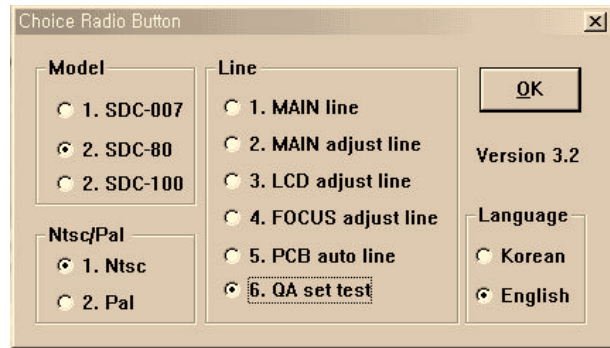 Choice Radio Button
Model
1. SDC-007
2. SDC-80
2. SDC-100
Ntsc/Pal
1. Ntsc
2. Pal
Line
1. MAIN line
2. MAIN adjust line
3. LCD adjust line
4. FOCUS adjust line
5. PCB auto line
6. QA set test
OK
Version 3.2
Language
Korean
English